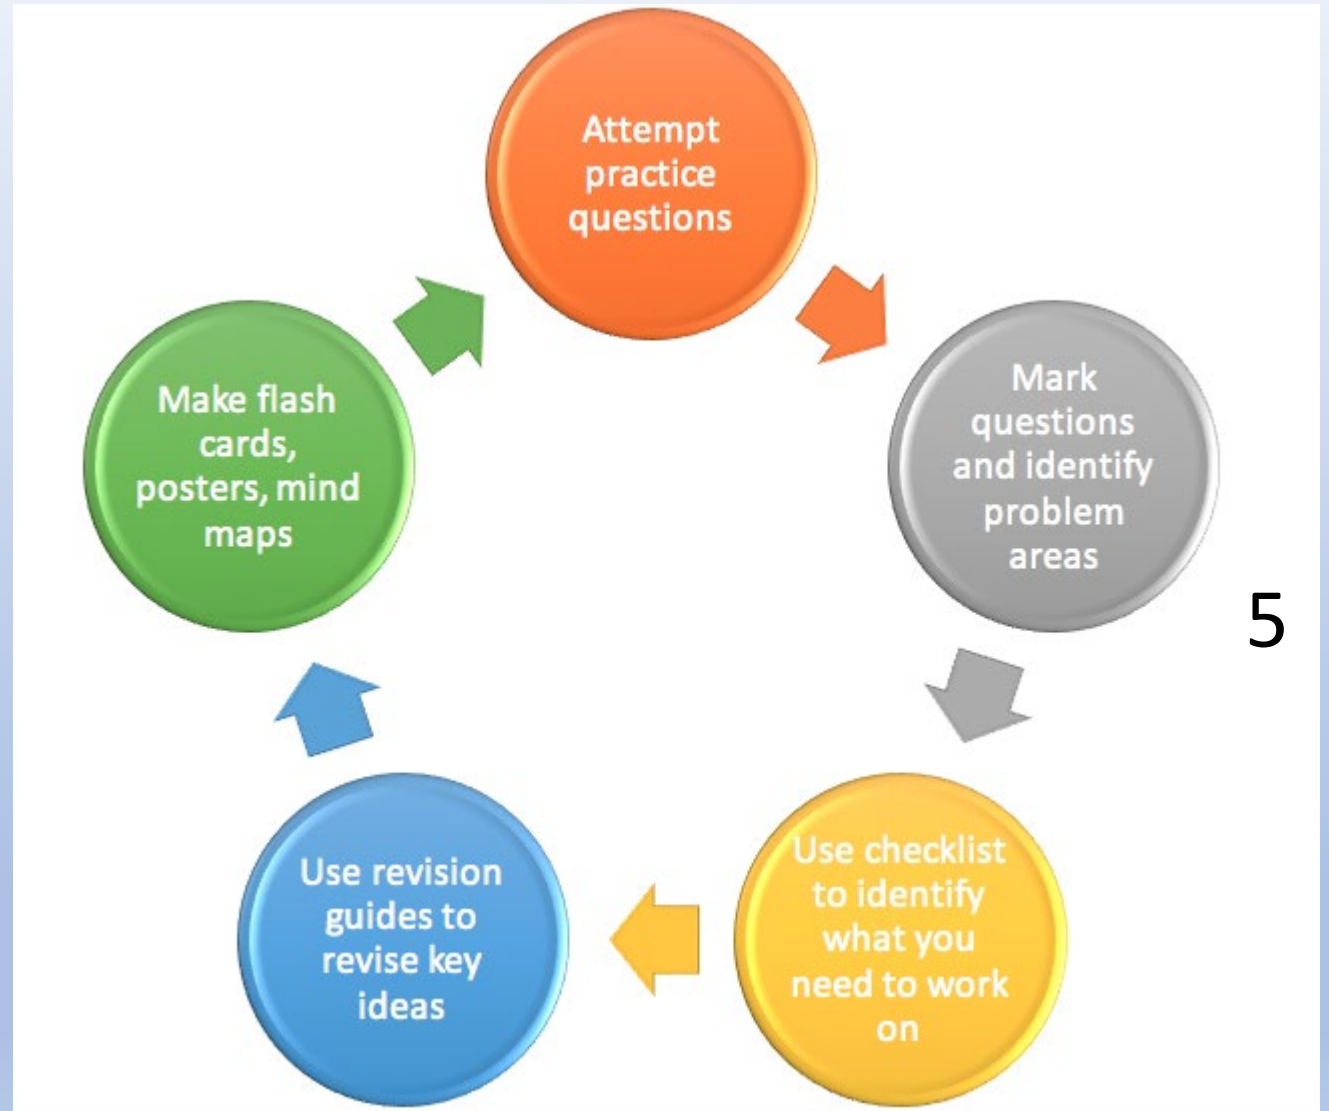 Attempt
practice
questions
Mark
questions
and identify
problem
areas
5
Use checklist
to identify
what you
need to work
on
Use revision
guides to
revise key
ideas
Make flash
cards,
posters, mind
maps